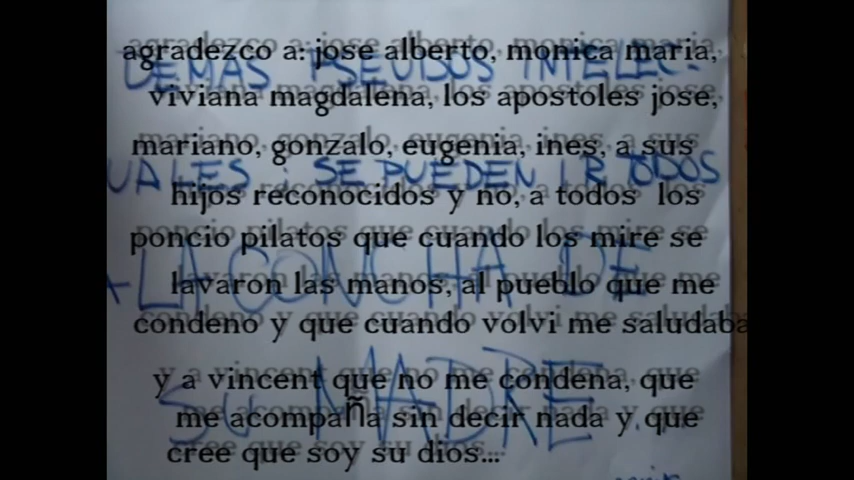 agradezco a: jose alberto, monica maria,
DEMAS PSEUDOS INTELEC-
viviana magdalena, los apostoles jose,
mariano, gonzalo, eugenia, ines, a sus
UALES: SE PUEDEN IR TODOS
hijos reconocidos y no, a todos los
poncio pilatos que cuando los mire se
A LA CONCHA DE
lavaron las manos, al pueblo que me
condeno y que cuando volvi me saludaba
y a vincent que no me condena, que
SU MADRE.
me acompaña sin decir nada y que
cree que soy su dios...